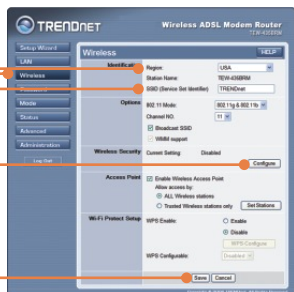 TRENDNET Wireless ADSL Modem Router
TEW-435BRM
Setup Wizard
LAN
Wireless
Password
Mode
Status
Advanced
Administration
Log Out
Wireless HELP
Identification Region: USA
Station Name: TEW-435BRM
SSID (Service Set Identifier) TRENDnet
Options 802.11 Mode: 802.11g & 802.11b
Channel NO. 11
Broadcast SSID
WMM support
Wireless Security Current Setting: Disabled
Configure
Access Point Enable Wireless Access Point
Allow access by:
ALL Wireless stations
Trusted Wireless stations only Set Stations
Wi-Fi Protect Setup WPS Enable: Enable
Disable
WPS Configure
WPS Configurable: Disabled
Save Cancel